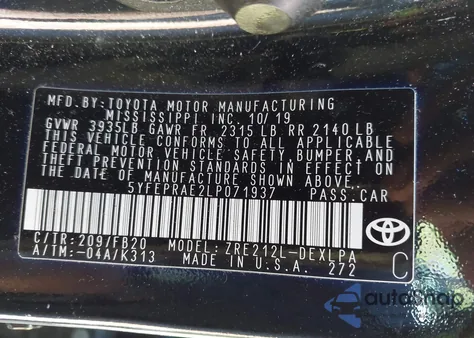 MFD.BY:TOYOTA MOTOR MANUFACTURING
MISSISSIPPI INC. 10/19
GVWR 3935LB GAWR FR 2315 LB RR 2140 LB
THIS VEHICLE CONFORMS TO ALL APPLICABLE
FEDERAL MOTOR VEHICLE SAFETY, BUMPER,AND
THEFT PREVENTION STANDARDS IN EFFECT ON
THE DATE OF MANUFACTURE SHOWN ABOVE.
5YFEPRAE2LP071937 PASS.CAR
C/TR:209/FB20 MODEL:ZRE212L-DEXLPA
A/TM:-04A/K313 MADE IN U.S.A. 272
C
autosnap